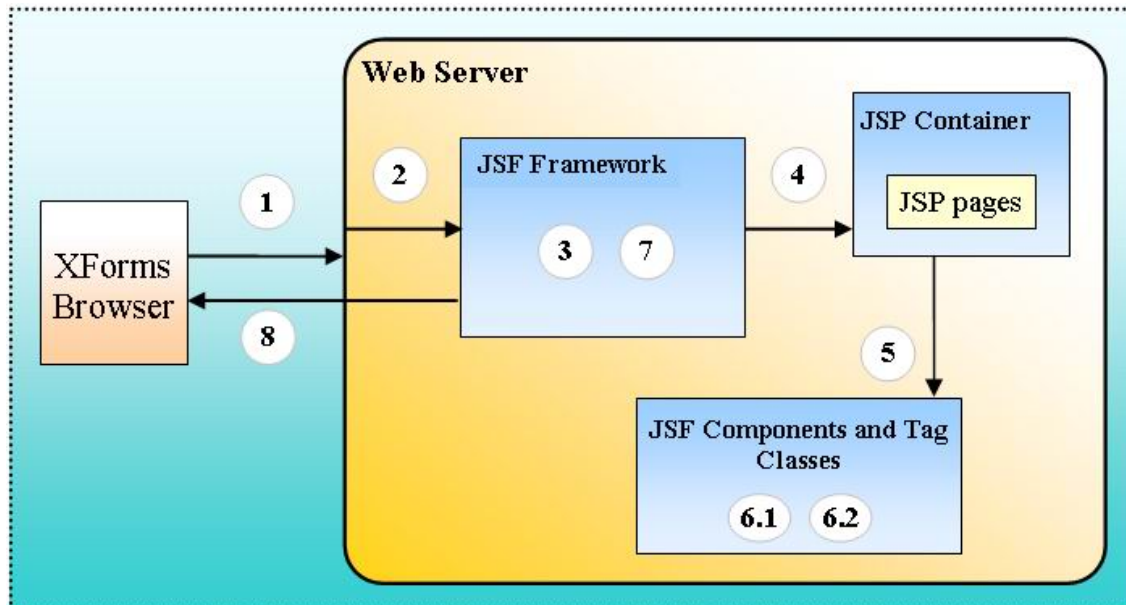 Web Server
JSP Container
JSP pages
JSF Framework
1
2
3
7
4
XForms
Browser
8
5
JSF Components and Tag
Classes
6.1
6.2